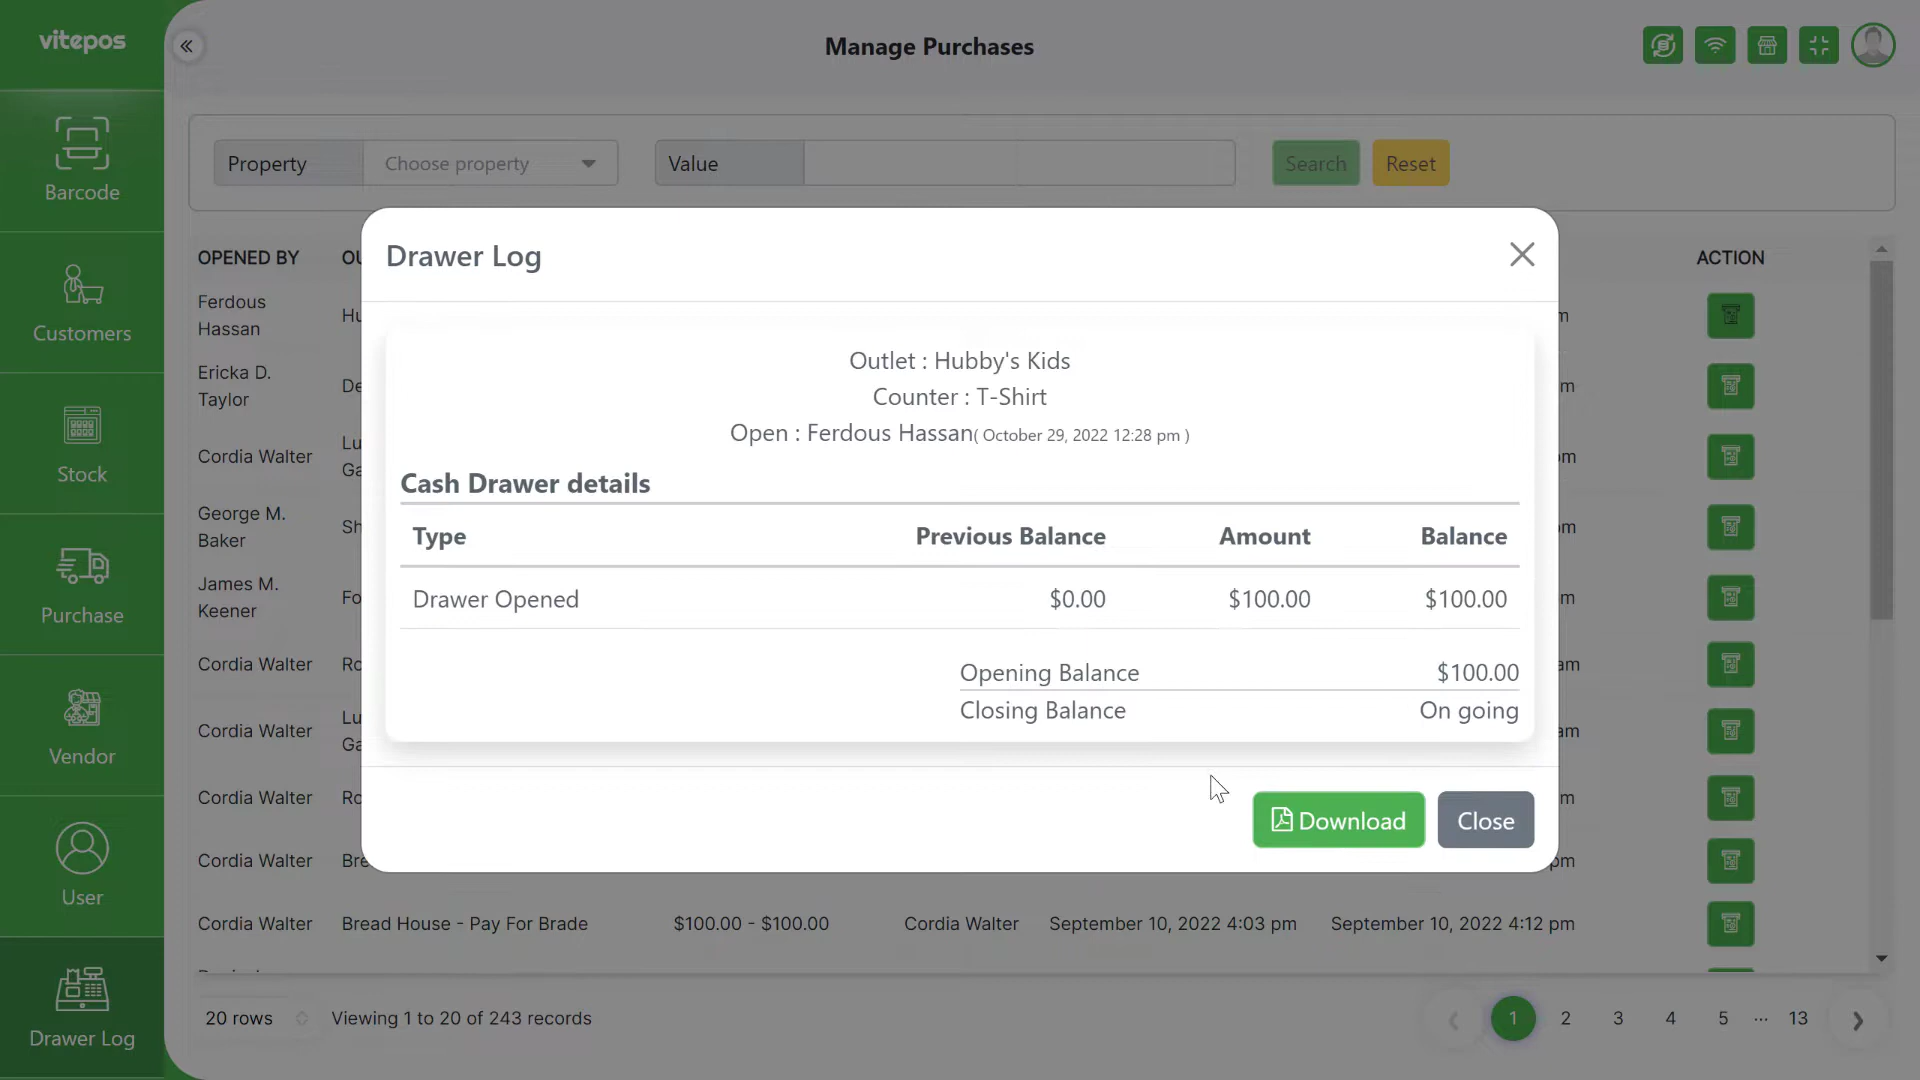 vitepos
Manage Purchases
Barcode
Customers
Stock
Purchase
Vendor
User
Drawer Log
Property
Choose property
Value
Search
Reset
OPENED BY
ACTION
Ferdous
Hassan
Ericka D.
Taylor
Cordia Walter
George M.
Baker
James M.
Keener
Cordia Walter
Cordia Walter
Cordia Walter
Cordia Walter
Cordia Walter Bread House - Pay For Brade $100.00 - $100.00 Cordia Walter September 10, 2022 4:03 pm September 10, 2022 4:12 pm
Drawer Log
Outlet : Hubby's Kids
Counter : T-Shirt
Open : Ferdous Hassan( October 29, 2022 12:28 pm )
Cash Drawer details
Type Previous Balance Amount Balance
Drawer Opened $0.00 $100.00 $100.00
Opening Balance $100.00
Closing Balance On going
Download
Close
20 rows
Viewing 1 to 20 of 243 records
1 2 3 4 5 ... 13